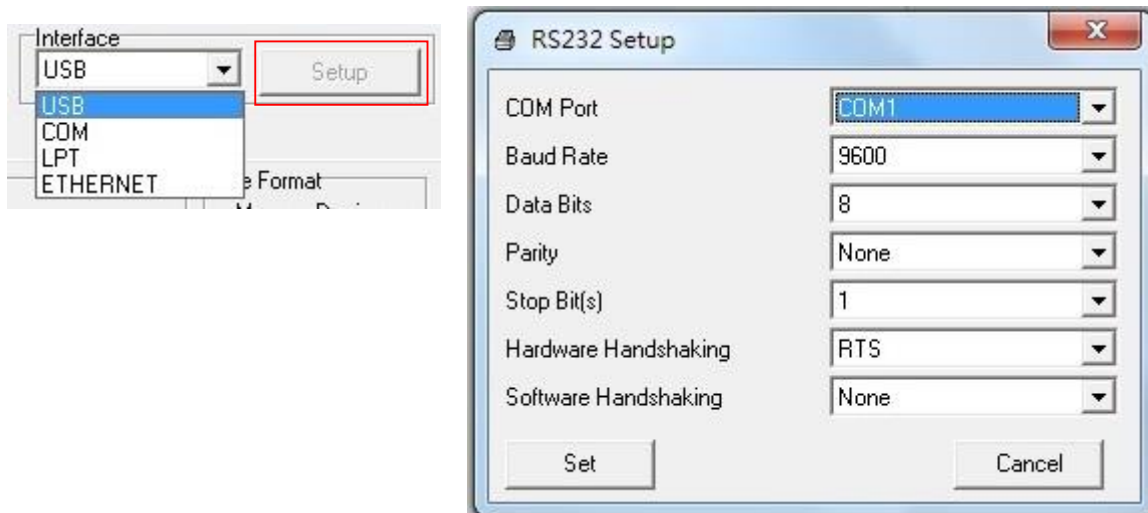 Interface
USB
Setup
USB
COM
LPT
ETHERNET
e Format
RS232 Setup
COM Port COM1
Baud Rate 9600
Data Bits 8
Parity None
Stop Bit(s) 1
Hardware Handshaking RTS
Software Handshaking None
Set Cancel